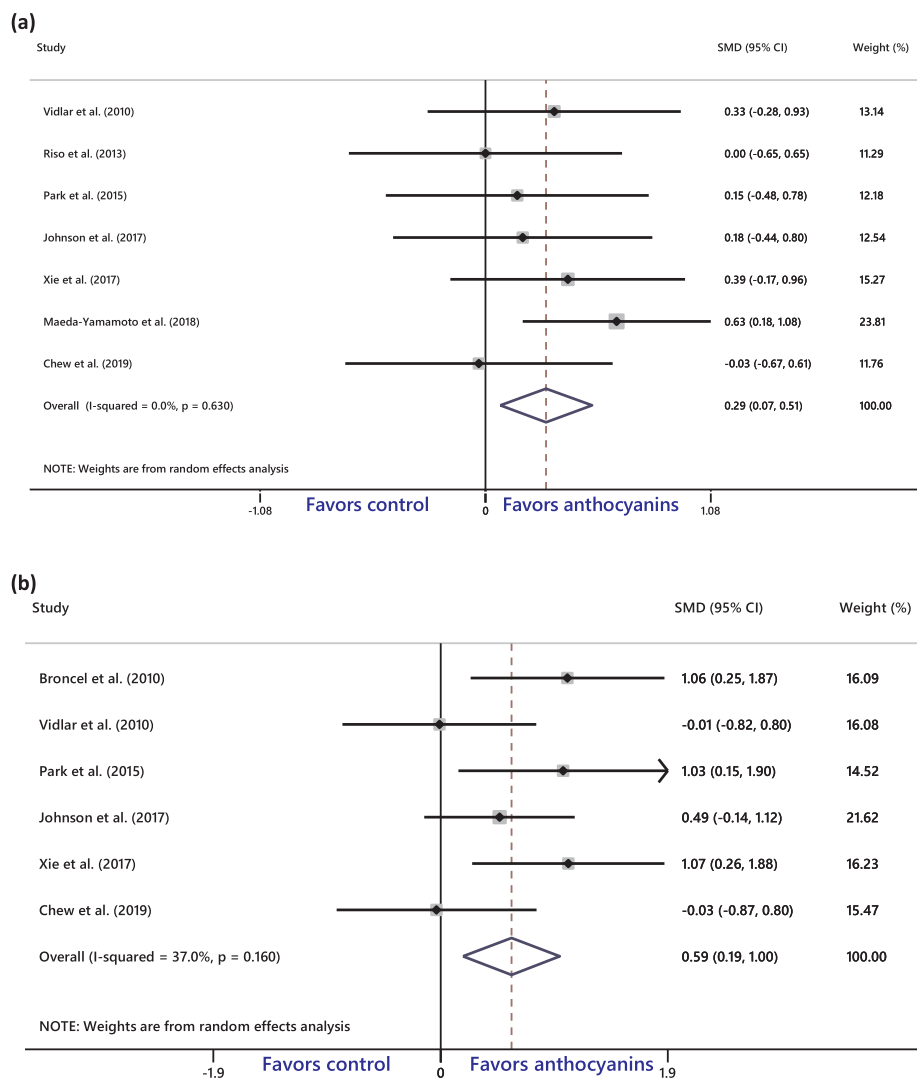 (a)
Study SMD (95% CI) Weight (%)
Vidlar et al. (2010) 0.33 (-0.28, 0.93) 13.14
Riso et al. (2013) 0.00 (-0.65, 0.65) 11.29
Park et al. (2015) 0.15 (-0.48, 0.78) 12.18
Johnson et al. (2017) 0.18 (-0.44, 0.80) 12.54
Xie et al. (2017) 0.39 (-0.17, 0.96) 15.27
Maeda-Yamamoto et al. (2018) 0.63 (0.18, 1.08) 23.81
Chew et al. (2019) -0.03 (-0.67, 0.61) 11.76
Overall (I-squared = 0.0%, p = 0.630) 0.29 (0.07, 0.51) 100.00
NOTE: Weights are from random effects analysis
Favors control Favors anthocyanins
-1.08 0 1.08
(b)
Study SMD (95% CI) Weight (%)
Broncel et al. (2010) 1.06 (0.25, 1.87) 16.09
Vidlar et al. (2010) -0.01 (-0.82, 0.80) 16.08
Park et al. (2015) 1.03 (0.15, 1.90) 14.52
Johnson et al. (2017) 0.49 (-0.14, 1.12) 21.62
Xie et al. (2017) 1.07 (0.26, 1.88) 16.23
Chew et al. (2019) -0.03 (-0.87, 0.80) 15.47
Overall (I-squared = 37.0%, p = 0.160) 0.59 (0.19, 1.00) 100.00
NOTE: Weights are from random effects analysis
Favors control Favors anthocyanins
-1.9 0 1.9